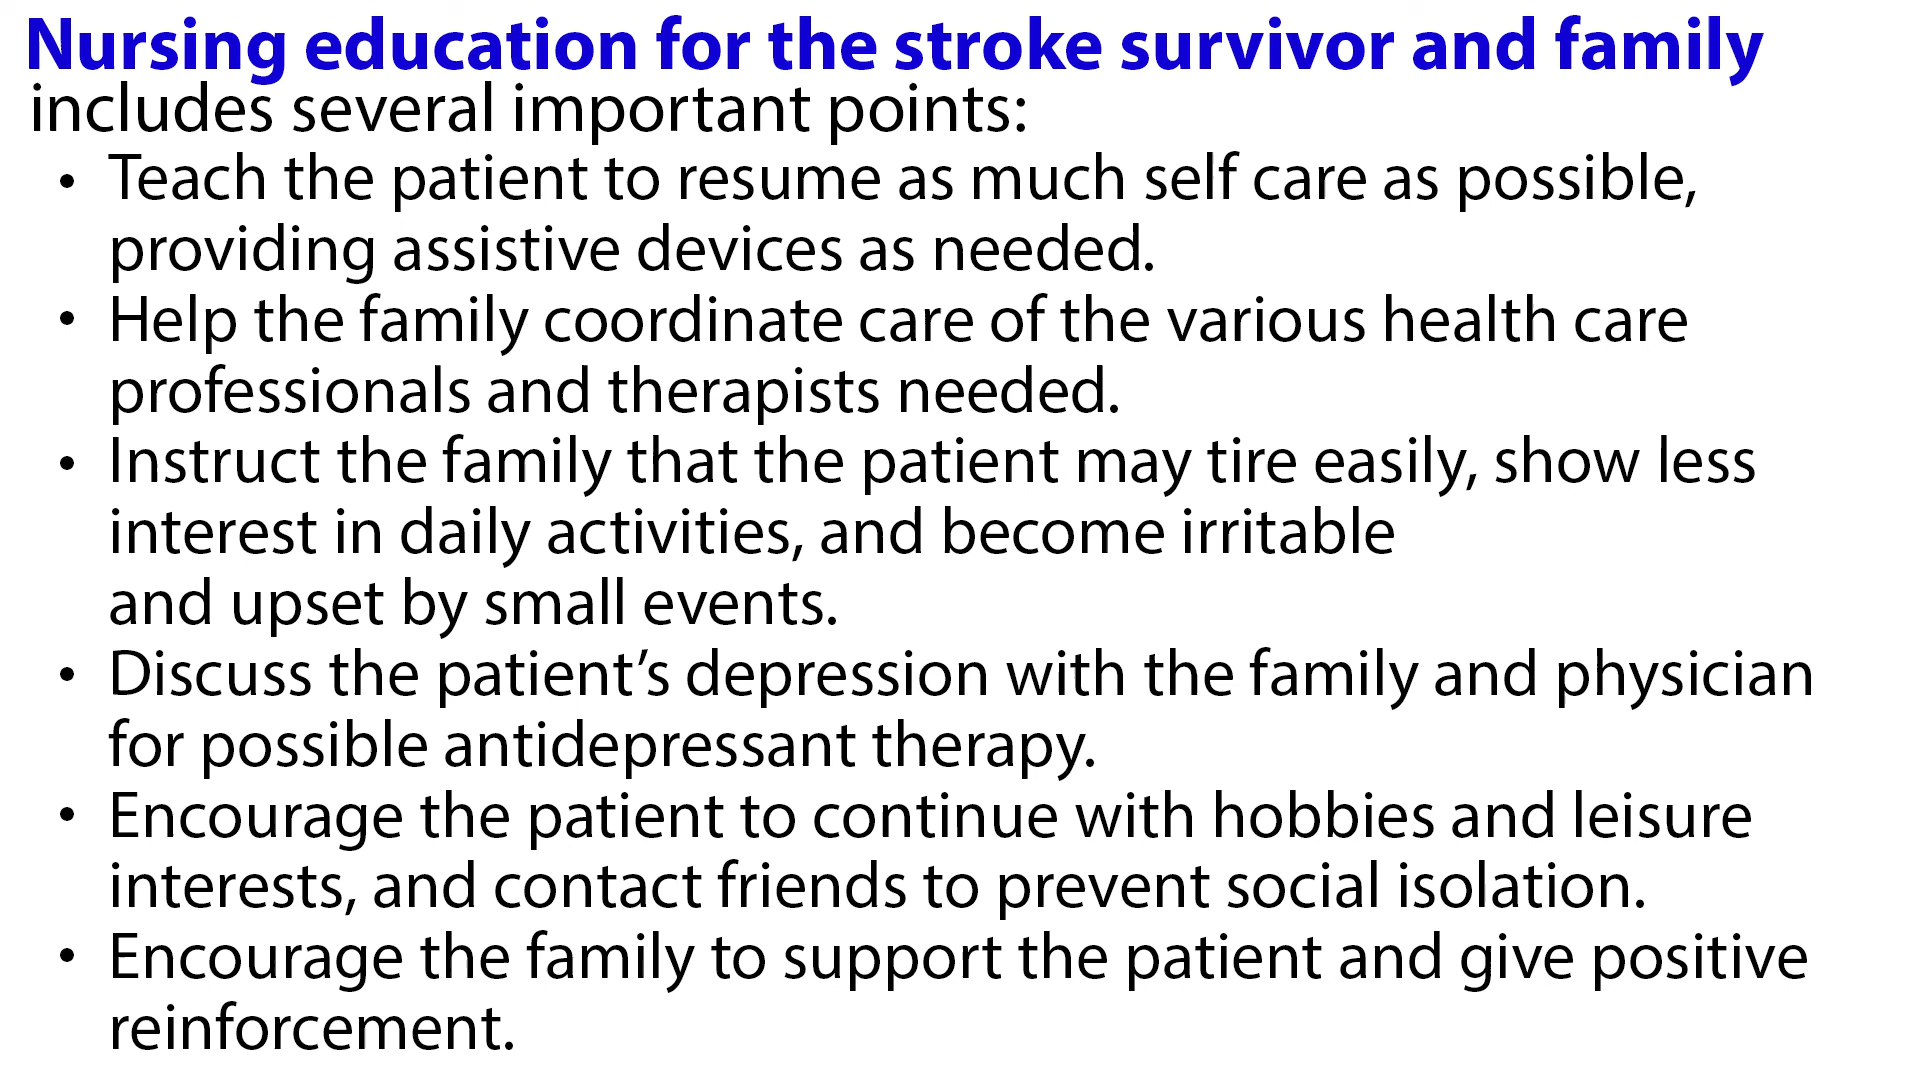 Nursing education for the stroke survivor and family
includes several important points:
• Teach the patient to resume as much self care as possible,
providing assistive devices as needed.
• Help the family coordinate care of the various health care
professionals and therapists needed.
• Instruct the family that the patient may tire easily, show less
interest in daily activities, and become irritable
and upset by small events.
• Discuss the patient’s depression with the family and physician
for possible antidepressant therapy.
• Encourage the patient to continue with hobbies and leisure
interests, and contact friends to prevent social isolation.
• Encourage the family to support the patient and give positive
reinforcement.